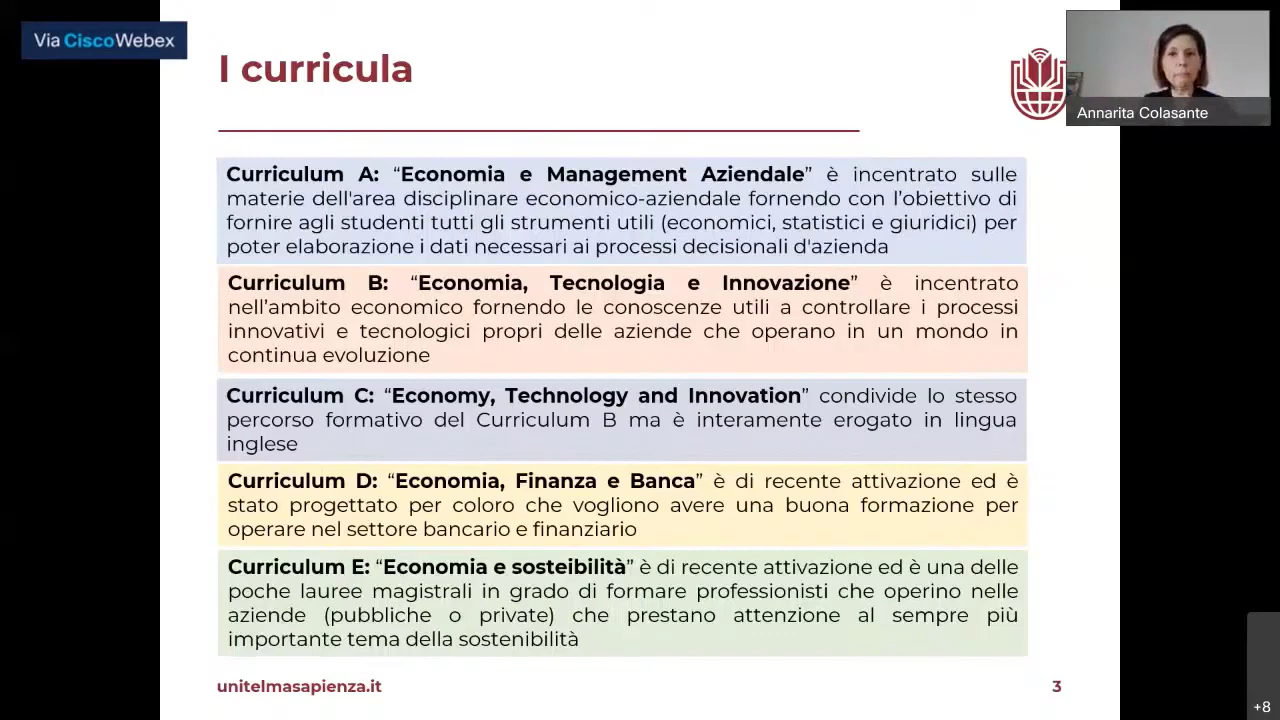 Via CiscoWebex
I curricula
Annarita Colasante
Curriculum A: “Economia e Management Aziendale” è incentrato sulle
materie dell'area disciplinare economico-aziendale fornendo con l’obiettivo di
fornire agli studenti tutti gli strumenti utili (economici, statistici e giuridici) per
poter elaborazione i dati necessari ai processi decisionali d'azienda
Curriculum B: “Economia, Tecnologia e Innovazione” è incentrato
nell’ambito economico fornendo le conoscenze utili a controllare i processi
innovativi e tecnologici propri delle aziende che operano in un mondo in
continua evoluzione
Curriculum C: “Economy, Technology and Innovation” condivide lo stesso
percorso formativo del Curriculum B ma è interamente erogato in lingua
inglese
Curriculum D: “Economia, Finanza e Banca” è di recente attivazione ed è
stato progettato per coloro che vogliono avere una buona formazione per
operare nel settore bancario e finanziario
Curriculum E: “Economia e sosteibilità” è di recente attivazione ed è una delle
poche lauree magistrali in grado di formare professionisti che operino nelle
aziende (pubbliche o private) che prestano attenzione al sempre più
importante tema della sostenibilità
unitelmasapienza.it
3
+8